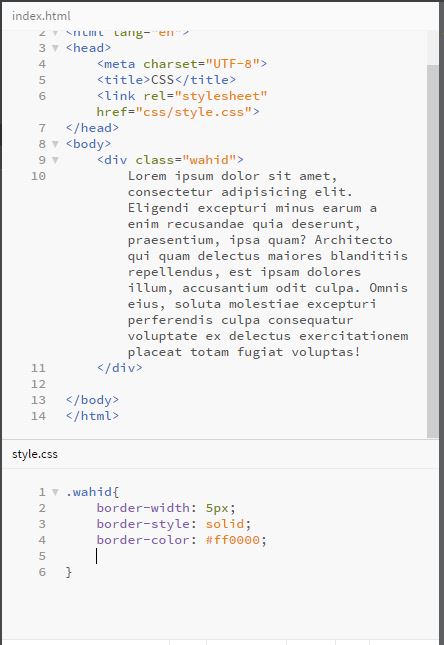 index.html
2 <html lang="en">
3 <head>
4 <meta charset="UTF-8">
5 <title>CSS</title>
6 <link rel="stylesheet"
href="css/style.css">
7 </head>
8 <body>
9 <div class="wahid">
10 Lorem ipsum dolor sit amet,
consectetur adipisicing elit.
Eligendi excepturi minus earum a
enim recusandae quia deserunt,
praesentium, ipsa quam? Architecto
qui quam delectus maiores blanditiis
repellendus, est ipsam dolores
illum, accusantium odit culpa. Omnis
eius, soluta molestiae excepturi
perferendis culpa consequatur
voluptate ex delectus exercitationem
placeat totam fugiat voluptas!
11 </div>
12
13 </body>
14 </html>
style.css
1 .wahid{
2 border-width: 5px;
3 border-style: solid;
4 border-color: #ff0000;
5
6 }